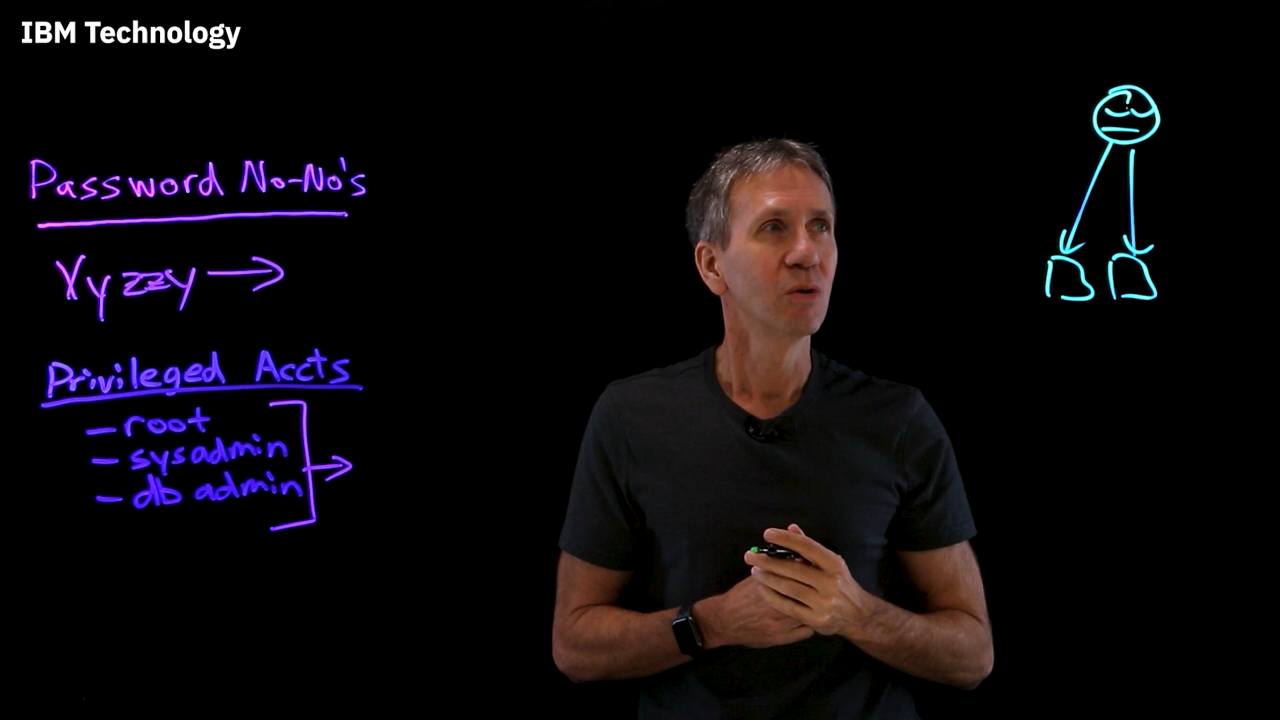 IBM Technology
Password No-No's
Xyzzy
Privileged Accts
- root
- sysadmin
- db admin